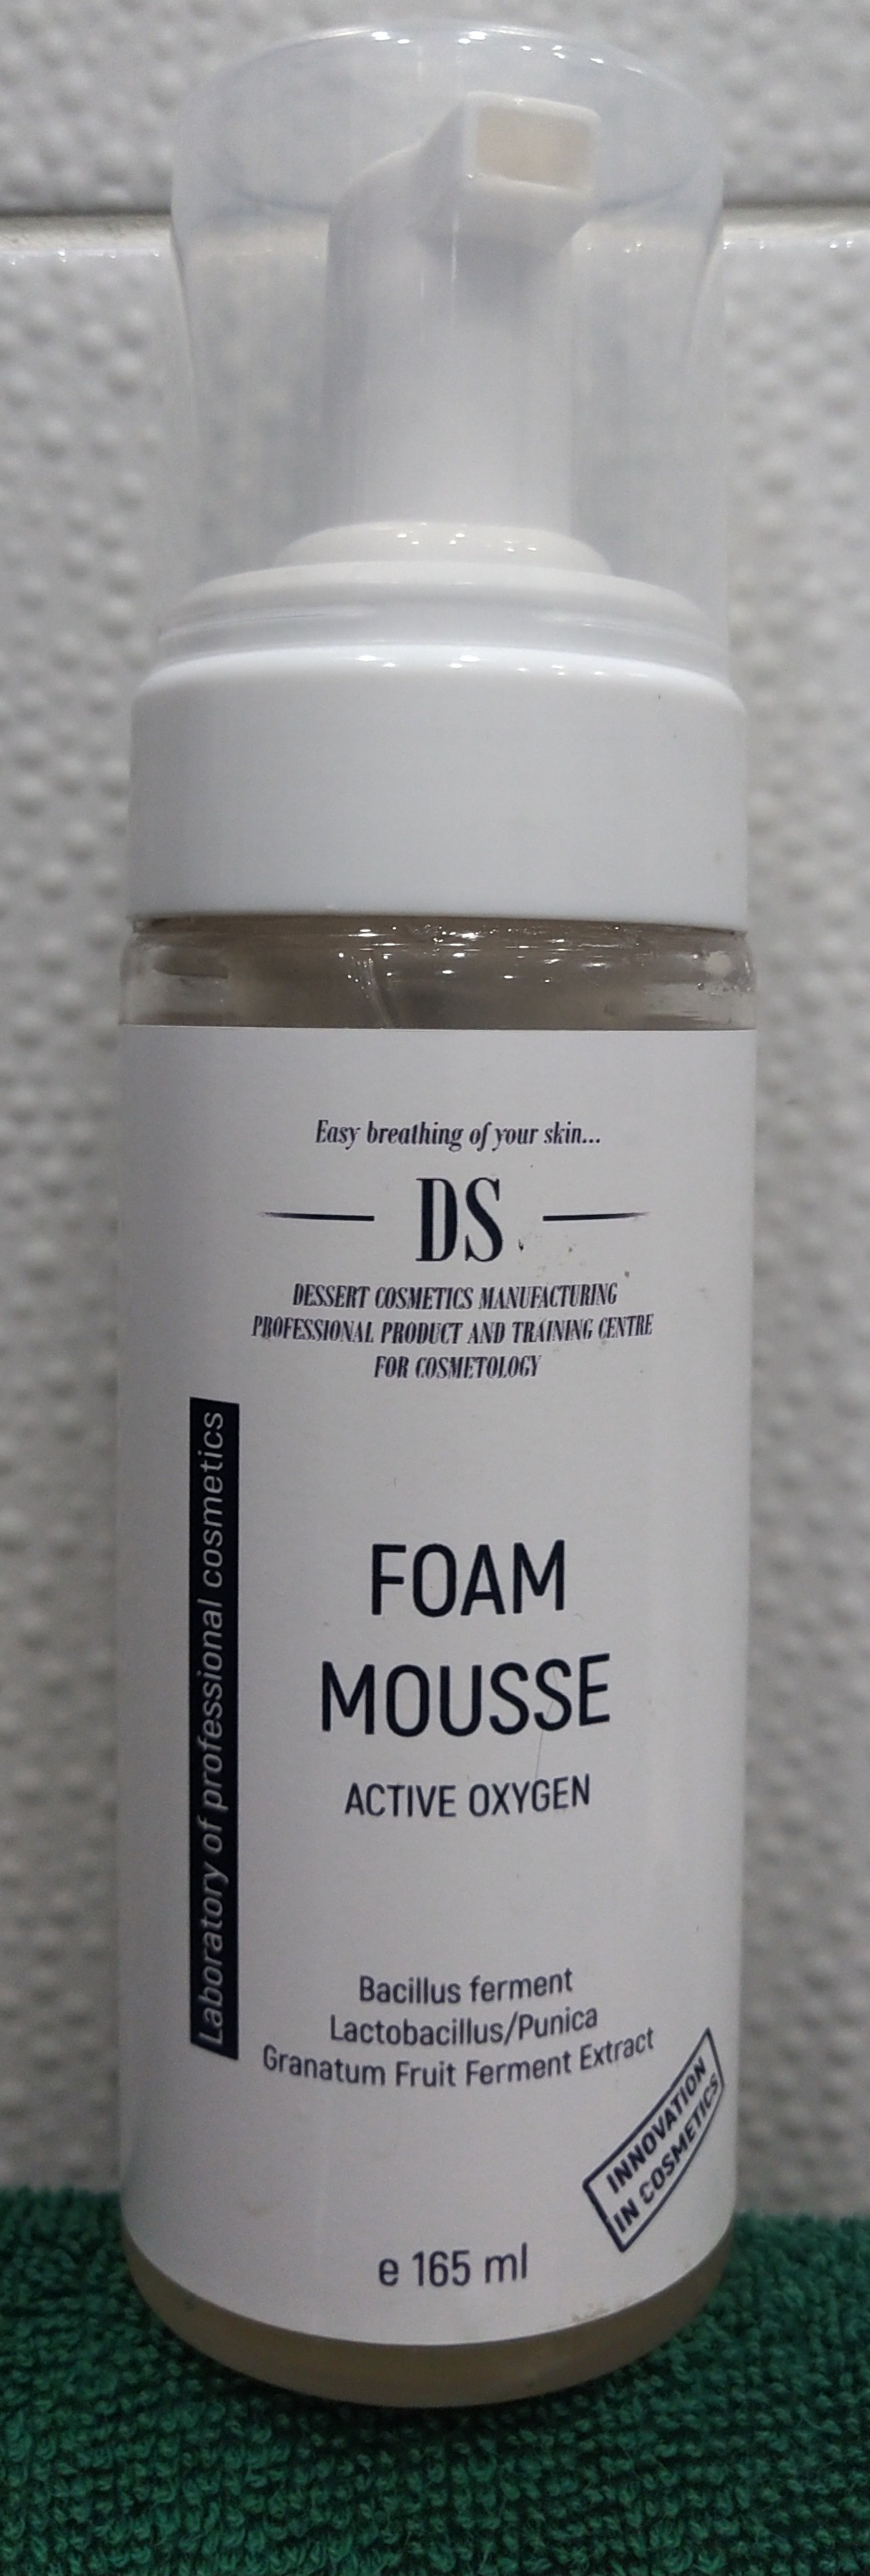 Easy breathing of your skin...
DS
DESSERT COSMETICS MANUFACTURING
PROFESSIONAL PRODUCT AND TRAINING CENTRE
FOR COSMETOLOGY
Laboratory of professional cosmetics
FOAM
MOUSSE
ACTIVE OXYGEN
Bacillus ferment
Lactobacillus/Punica
Granatum Fruit Ferment Extract
INNOVATION
IN COSMETICS
e 165 ml